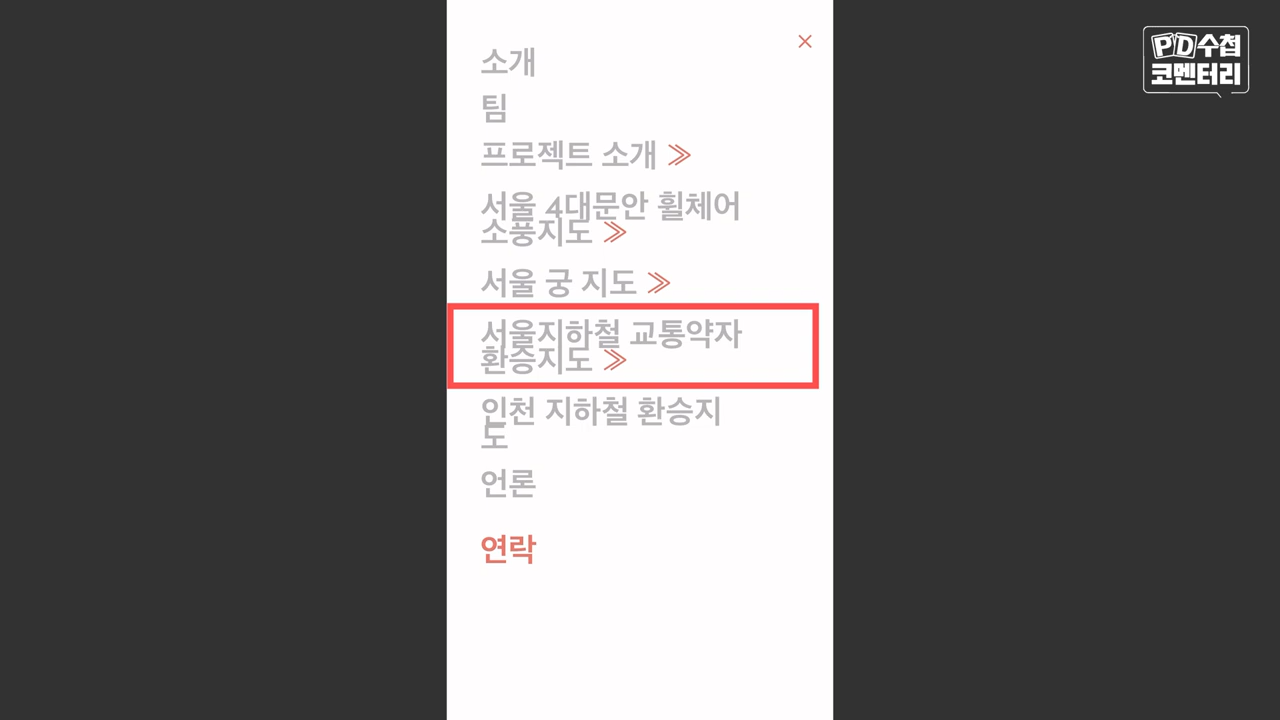 소개
팀
프로젝트 소개 ≫
서울 4대문안 휠체어
소풍지도 ≫
서울 궁 지도 ≫
서울지하철 교통약자
환승지도 ≫
인천 지하철 환승지
도
언론
연락
PD수첩
코멘터리